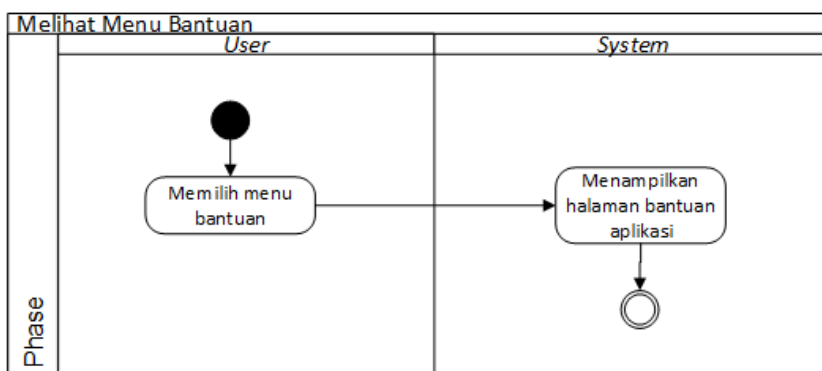 Melihat Menu Bantuan
User
System
Memilih menu
bantuan
Menampilkan
halaman bantuan
aplikasi
Phase